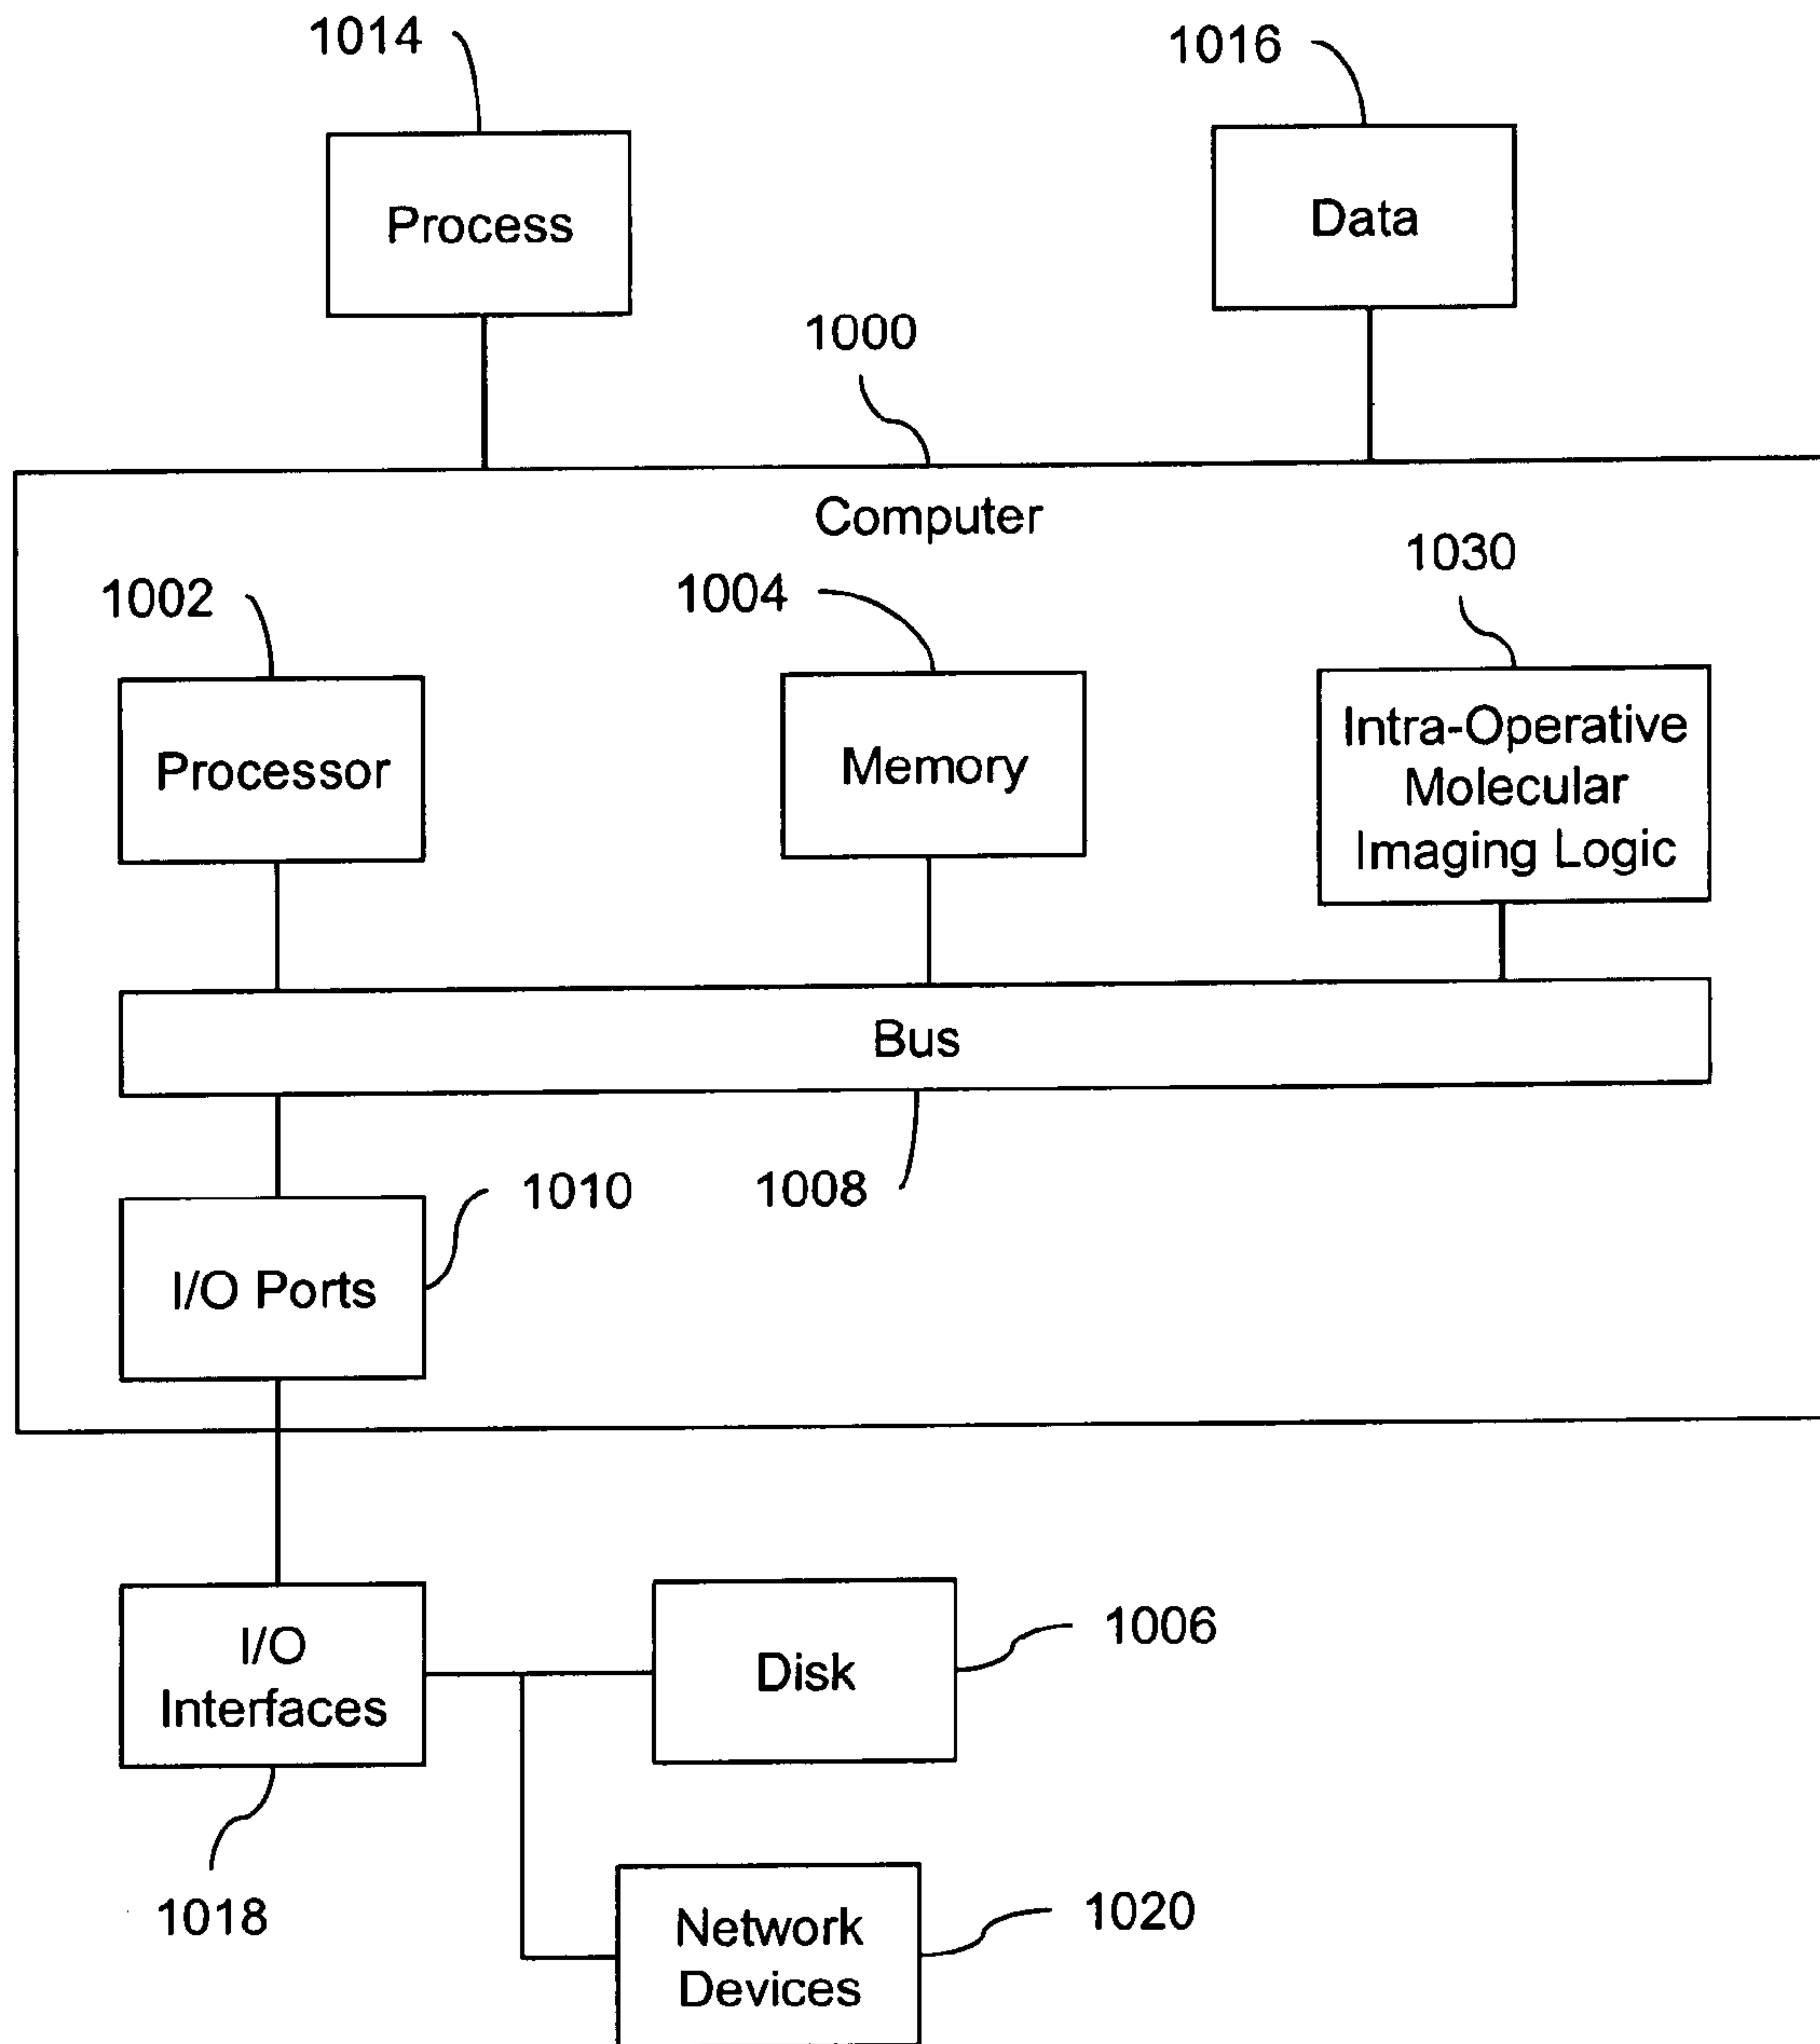 1014
1016
Process
Data
1000
Computer
1030
1002
1004
Processor
Memory
Intra-Operative
Molecular
Imaging Logic
Bus
1010
1008
I/O Ports
I/O
Interfaces
Disk
1006
1018
Network
Devices
1020